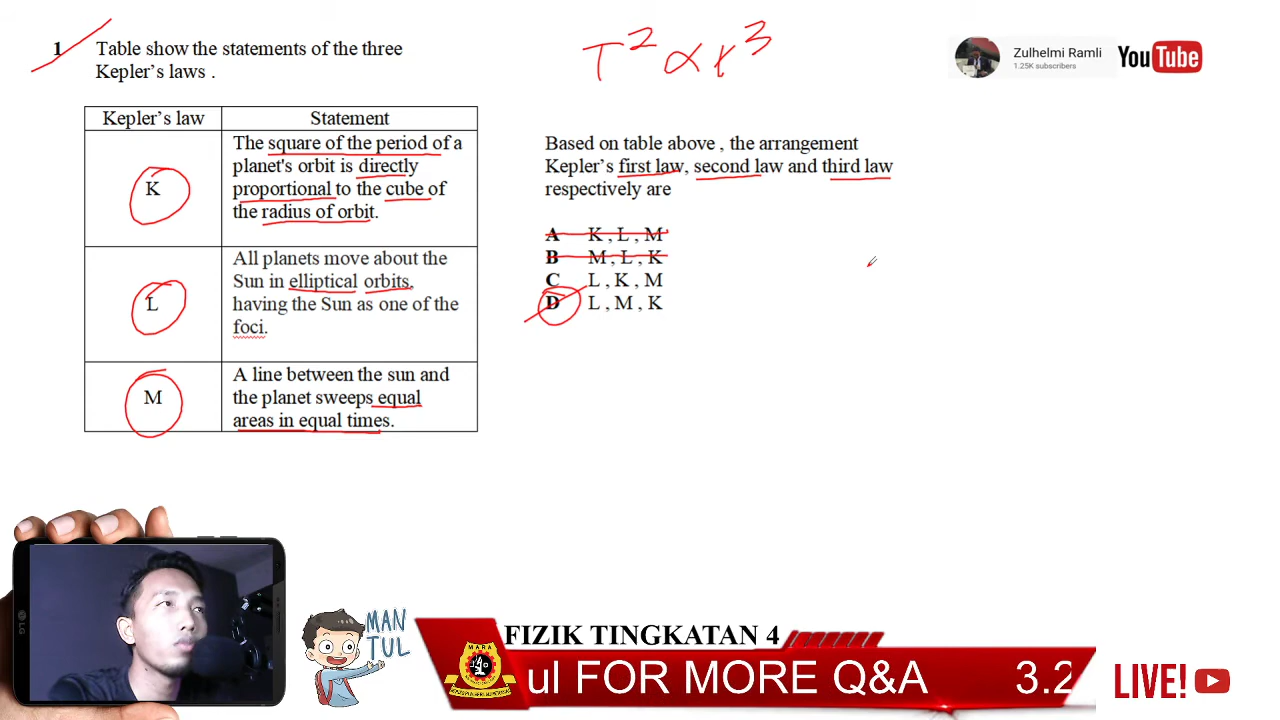 1 Table show the statements of the three
Kepler's laws .
T² ∝ r³
Zulhelmi Ramli
1.25K subscribers
YouTube
Kepler's law Statement
K
The square of the period of a
planet's orbit is directly
proportional to the cube of
the radius of orbit.
L
All planets move about the
Sun in elliptical orbits,
having the Sun as one of the
foci.
M
A line between the sun and
the planet sweeps equal
areas in equal times.
Based on table above , the arrangement
Kepler's first law, second law and third law
respectively are
A K , L , M
B M , L , K
C L , K , M
D L , M , K
LG
MAN
TUL
MARA
FIZIK TINGKATAN 4
ul FOR MORE Q&A 3.2
LIVE!